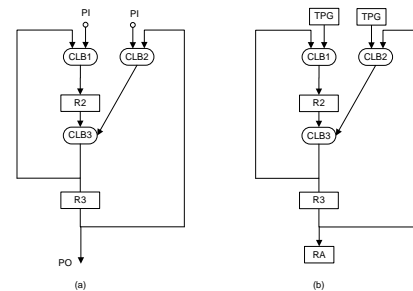 PI PI TPG TPG
CLB1 CLB2 CLB1 CLB2
R2 R2
CLB3 CLB3
R3 R3
PO RA
(a) (b)